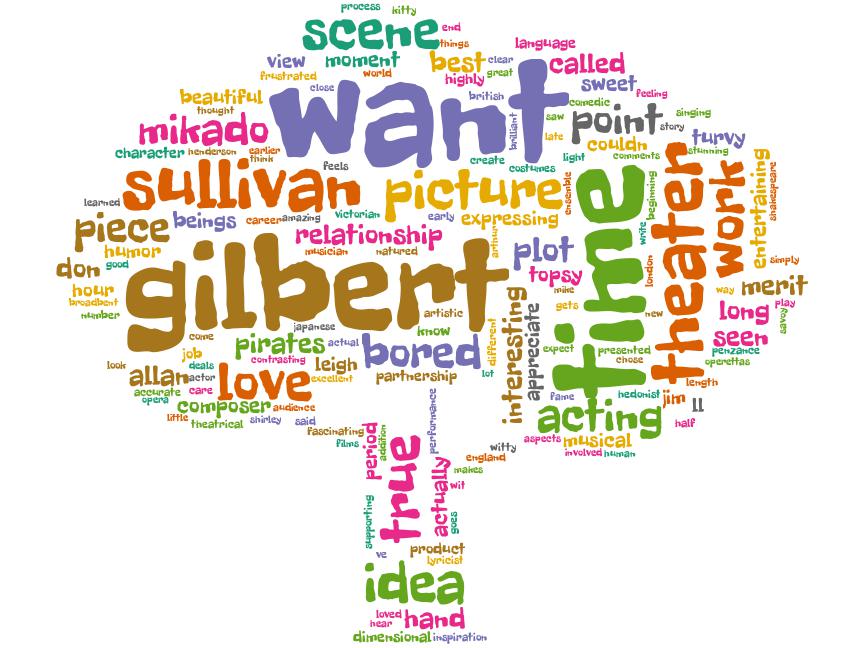 process kitty
scene end
things language
view moment best clear called
frustrated world highly great sweet
beautiful close want british comedic feeling
thought brilliant saw point singing
mikado late story turvy
character henderson earlier couldn stunning
think feels create light comments
costumes
sullivan picture ensemble time beginning theater work entertaining shakespeare
learned career amazing victorian early expressing
piece beings relationship arthur write
humor musician natured plot
don good gilbert topsy london simply
hour mike way merit
broadbent artistic interesting appreciate gets new long play
number japanese know different savoy
come pirates actual bored seen
job contrasting expect presented penzance
look deals leigh partnership lot chose operettas
allan actor love excellent length
accurate care fame hedonist jim ll
opera composer audience acting
little theatrical shirley said performance half
fascinating aspects musical
films period addition true witty involved human
england
actually makes
wit
supporting goes
ve product
lyricist
idea
loved hand
hear
dimensional inspiration